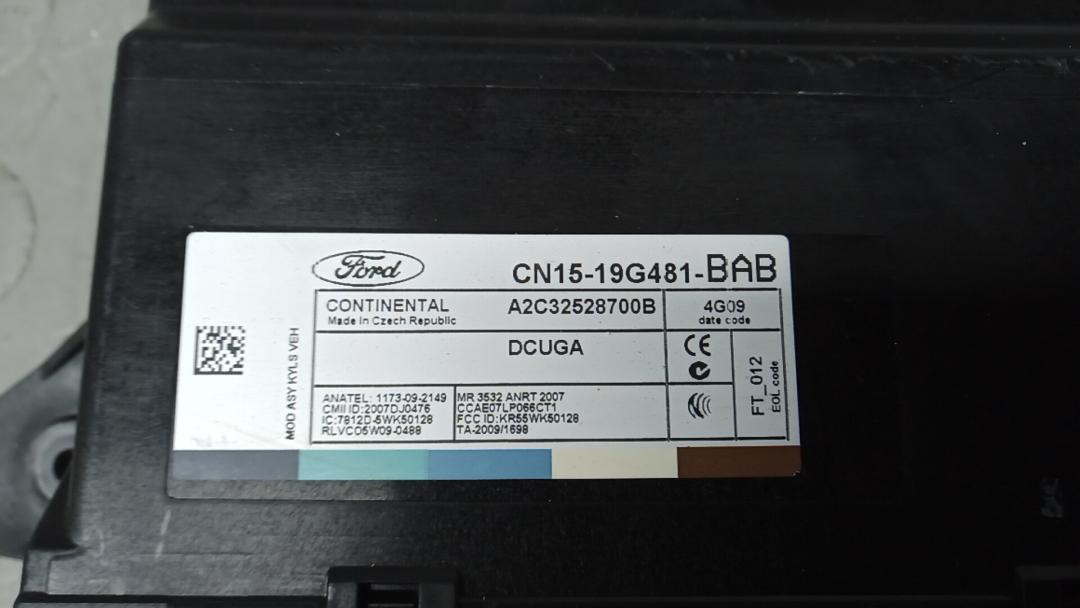 Ford
CN15-19G481-BAB
CONTINENTAL
Made in Czech Republic
A2C32528700B
4G09
date code
DCUGA
CE
FT_012
EOL code
MOD ASY KYLS VEH
ANATEL: 1173-09-2149
CMII ID:2007DJ0476
IC:7812D-5WK50128
RLVCO5W09-0488
MR 3532 ANRT 2007
CCAE07LP066CT1
FCC ID:KR55WK50128
TA-2009/1698